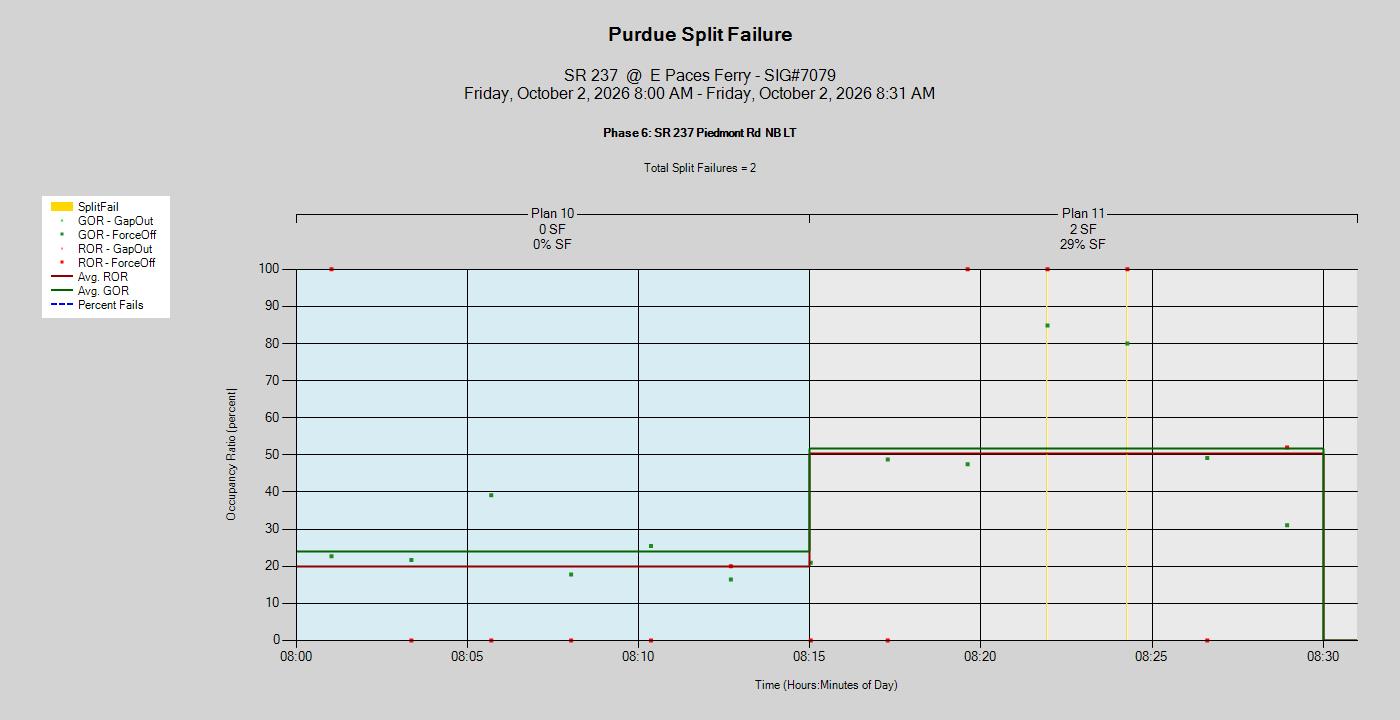 Purdue Split Failure
SR 237 @ E Paces Ferry - SIG#7079
Friday, October 2, 2026 8:00 AM - Friday, October 2, 2026 8:31 AM
Phase 6: SR 237 Piedmont Rd NB LT
Total Split Failures = 2
SplitFail
GOR - GapOut
GOR - ForceOff
ROR - GapOut
ROR - ForceOff
Avg. ROR
Avg. GOR
Percent Fails
Plan 10
0 SF
0% SF
Plan 11
2 SF
29% SF
100
90
80
70
60
50
40
30
20
10
0
Occupancy Ratio (percent)
08:00
08:05
08:10
08:15
08:20
08:25
08:30
Time (Hours:Minutes of Day)